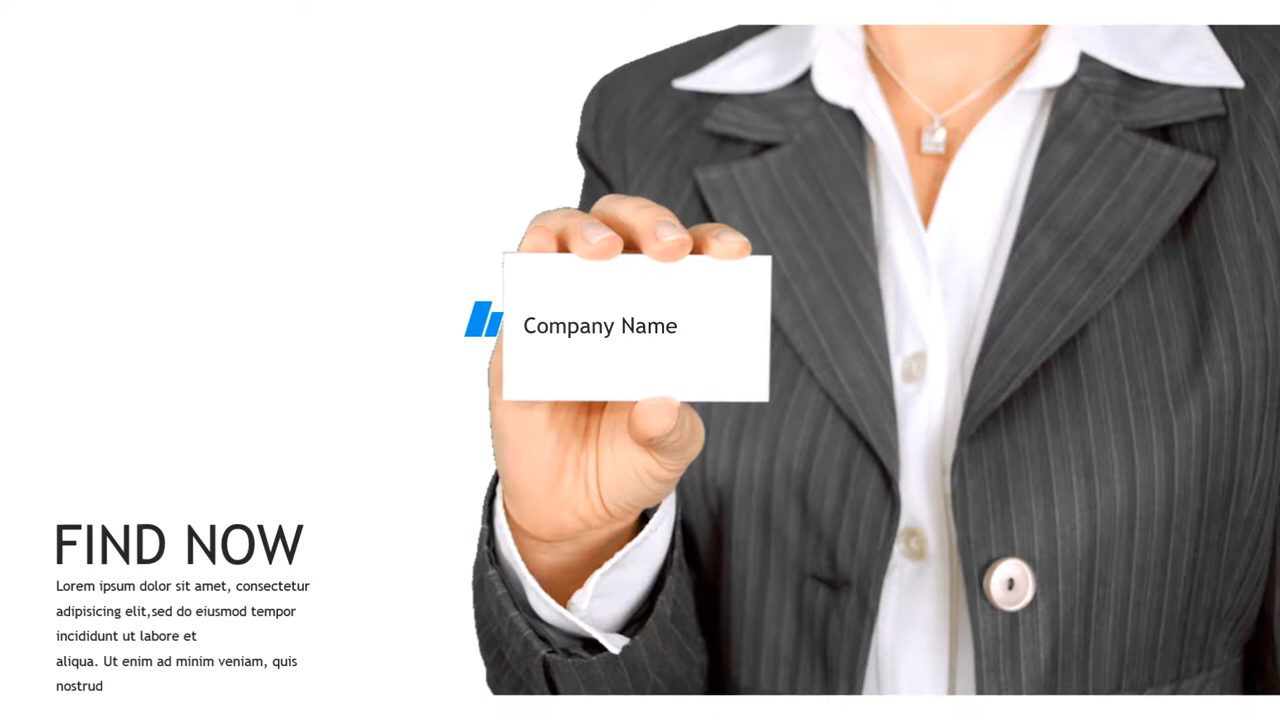 Company Name
FIND NOW
Lorem ipsum dolor sit amet, consectetur
adipisicing elit,sed do eiusmod tempor
incididunt ut labore et
aliqua. Ut enim ad minim veniam, quis
nostrud